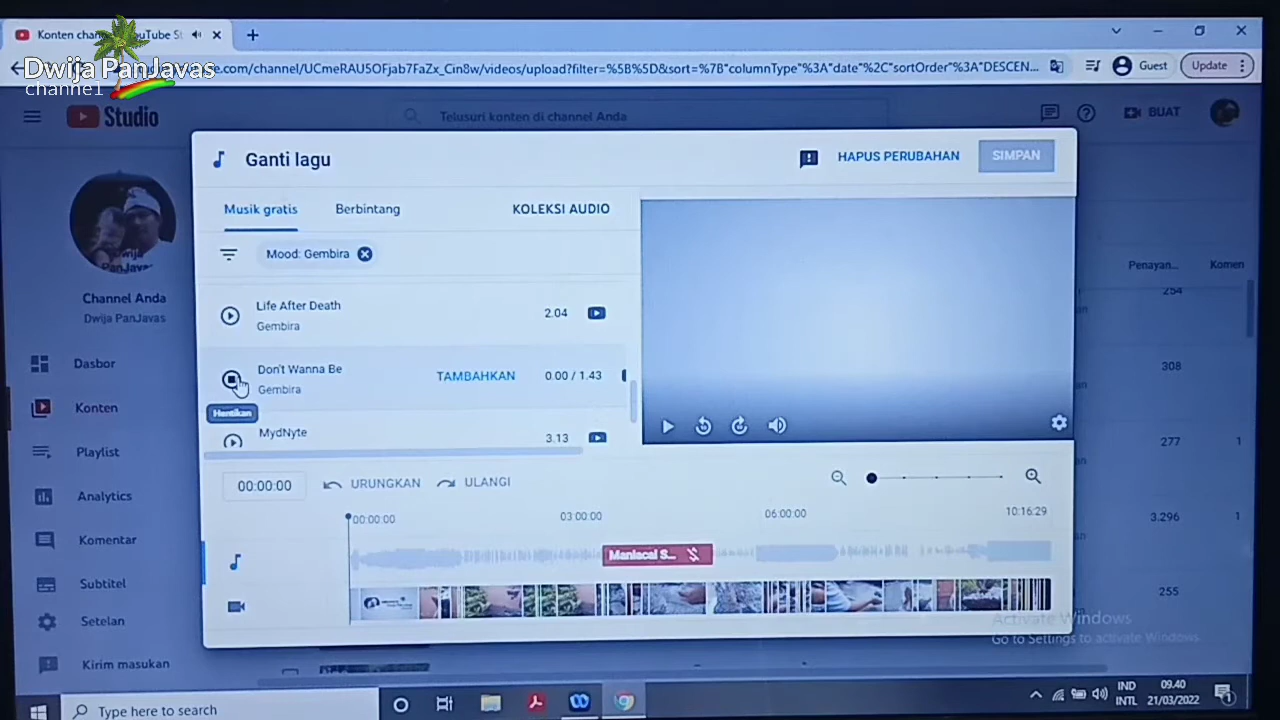 Konten chan
YouTube St
Dwija PanJavas
channel
e.com/channel/UCmeRAU5OFjab7FaZx_Cin8w/videos/upload?filter=%5B%5D&sort=%7B"columnType"%3A"date"%2C"sortOrder"%3A"DESCEN...
Guest
Update
Studio
Telusuri konten di channel Anda
BUAT
Ganti lagu
HAPUS PERUBAHAN
SIMPAN
Musik gratis
Berbintang
KOLEKSI AUDIO
Mood: Gembira
Life After Death
Gembira
2.04
Don't Wanna Be
Gembira
TAMBAHKAN
0.00 / 1.43
Hentikan
MydNyte
3.13
00:00:00
URUNGKAN
ULANGI
00:00:00
03:00:00
06:00:00
10:16:29
Maniacal S...
Dwija
PanJavas
Channel Anda
Dwija PanJavas
Dasbor
Konten
Playlist
Analytics
Komentar
Subtitel
Setelan
Kirim masukan
Penayan...
Komen
254
308
277
1
3.296
1
255
Activate Windows
Go to Settings to activate Windows.
Type here to search
IND
INTL
09.40
21/03/2022
1